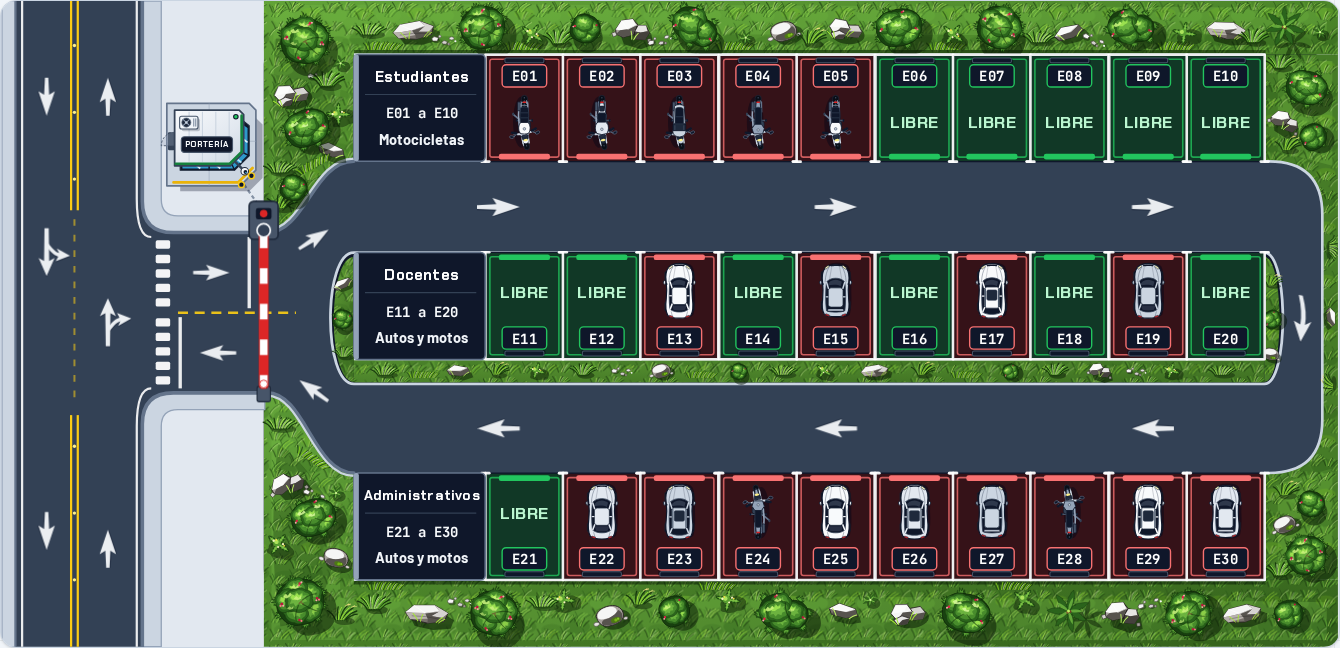 Estudiantes
E01 a E10
Motocicletas
E01 E02 E03 E04 E05 E06 E07 E08 E09 E10
LIBRE LIBRE LIBRE LIBRE LIBRE
PORTERÍA
Docentes
E11 a E20
Autos y motos
LIBRE LIBRE LIBRE LIBRE LIBRE LIBRE
E11 E12 E13 E14 E15 E16 E17 E18 E19 E20
Administrativos
E21 a E30
Autos y motos
LIBRE
E21 E22 E23 E24 E25 E26 E27 E28 E29 E30